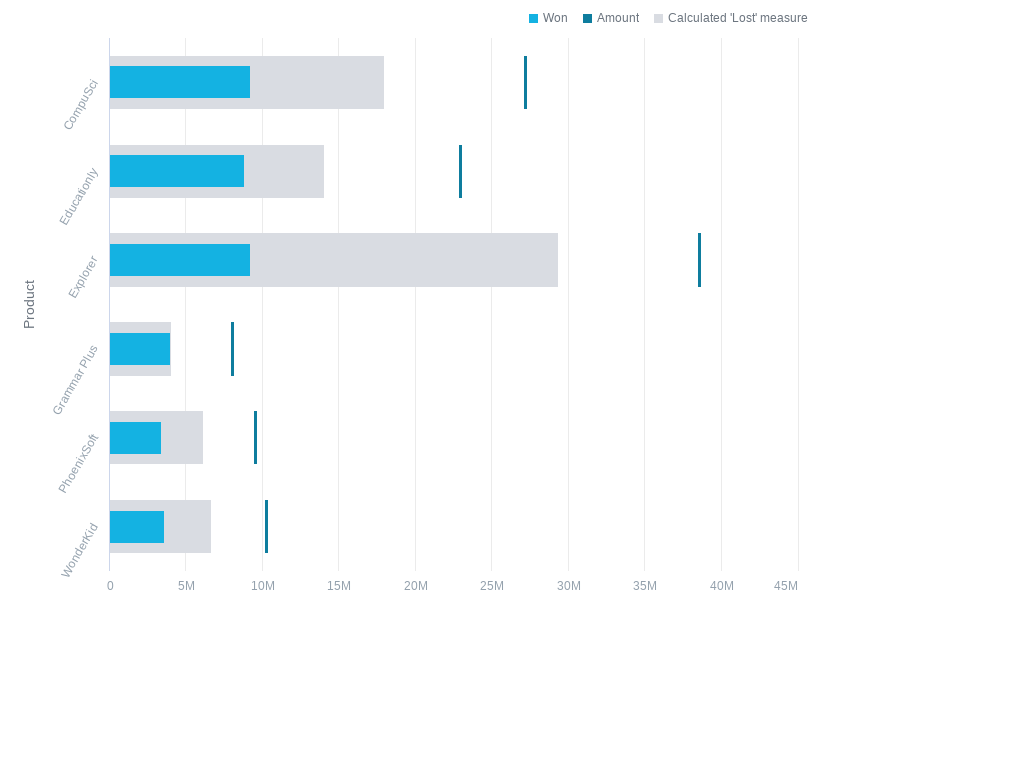 Won Amount Calculated 'Lost' measure
CompuSci
Educationly
Explorer
Grammar Plus
PhoenixSoft
WonderKid
Product
0 5M 10M 15M 20M 25M 30M 35M 40M 45M